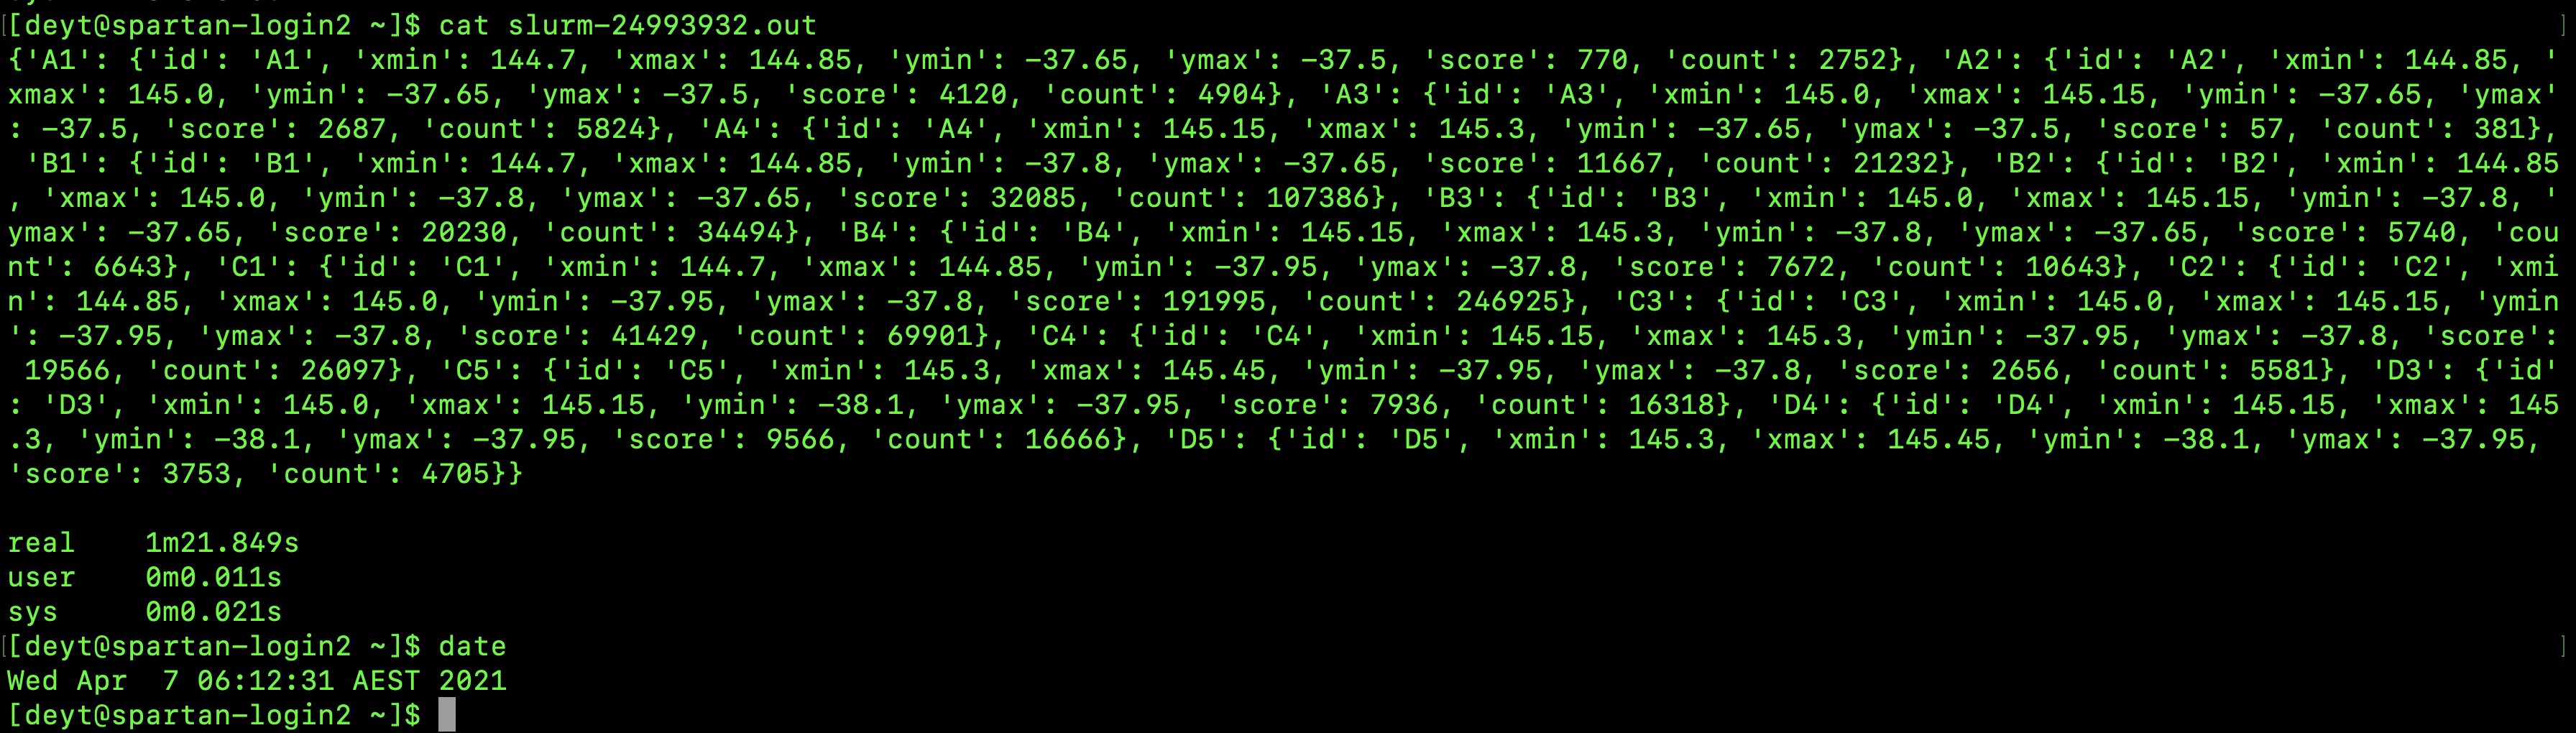 [deyt@spartan-login2 ~]$ cat slurm-24993932.out
{'A1': {'id': 'A1', 'xmin': 144.7, 'xmax': 144.85, 'ymin': -37.65, 'ymax': -37.5, 'score': 770, 'count': 2752}, 'A2': {'id': 'A2', 'xmin': 144.85, '
xmax': 145.0, 'ymin': -37.65, 'ymax': -37.5, 'score': 4120, 'count': 4904}, 'A3': {'id': 'A3', 'xmin': 145.0, 'xmax': 145.15, 'ymin': -37.65, 'ymax'
: -37.5, 'score': 2687, 'count': 5824}, 'A4': {'id': 'A4', 'xmin': 145.15, 'xmax': 145.3, 'ymin': -37.65, 'ymax': -37.5, 'score': 57, 'count': 381},
 'B1': {'id': 'B1', 'xmin': 144.7, 'xmax': 144.85, 'ymin': -37.8, 'ymax': -37.65, 'score': 11667, 'count': 21232}, 'B2': {'id': 'B2', 'xmin': 144.85
, 'xmax': 145.0, 'ymin': -37.8, 'ymax': -37.65, 'score': 32085, 'count': 107386}, 'B3': {'id': 'B3', 'xmin': 145.0, 'xmax': 145.15, 'ymin': -37.8, '
ymax': -37.65, 'score': 20230, 'count': 34494}, 'B4': {'id': 'B4', 'xmin': 145.15, 'xmax': 145.3, 'ymin': -37.8, 'ymax': -37.65, 'score': 5740, 'cou
nt': 6643}, 'C1': {'id': 'C1', 'xmin': 144.7, 'xmax': 144.85, 'ymin': -37.95, 'ymax': -37.8, 'score': 7672, 'count': 10643}, 'C2': {'id': 'C2', 'xmi
n': 144.85, 'xmax': 145.0, 'ymin': -37.95, 'ymax': -37.8, 'score': 191995, 'count': 246925}, 'C3': {'id': 'C3', 'xmin': 145.0, 'xmax': 145.15, 'ymin
': -37.95, 'ymax': -37.8, 'score': 41429, 'count': 69901}, 'C4': {'id': 'C4', 'xmin': 145.15, 'xmax': 145.3, 'ymin': -37.95, 'ymax': -37.8, 'score':
 19566, 'count': 26097}, 'C5': {'id': 'C5', 'xmin': 145.3, 'xmax': 145.45, 'ymin': -37.95, 'ymax': -37.8, 'score': 2656, 'count': 5581}, 'D3': {'id'
: 'D3', 'xmin': 145.0, 'xmax': 145.15, 'ymin': -38.1, 'ymax': -37.95, 'score': 7936, 'count': 16318}, 'D4': {'id': 'D4', 'xmin': 145.15, 'xmax': 145
.3, 'ymin': -38.1, 'ymax': -37.95, 'score': 9566, 'count': 16666}, 'D5': {'id': 'D5', 'xmin': 145.3, 'xmax': 145.45, 'ymin': -38.1, 'ymax': -37.95,
'score': 3753, 'count': 4705}}
real    1m21.849s
user    0m0.011s
sys     0m0.021s
[deyt@spartan-login2 ~]$ date
Wed Apr  7 06:12:31 AEST 2021
[deyt@spartan-login2 ~]$